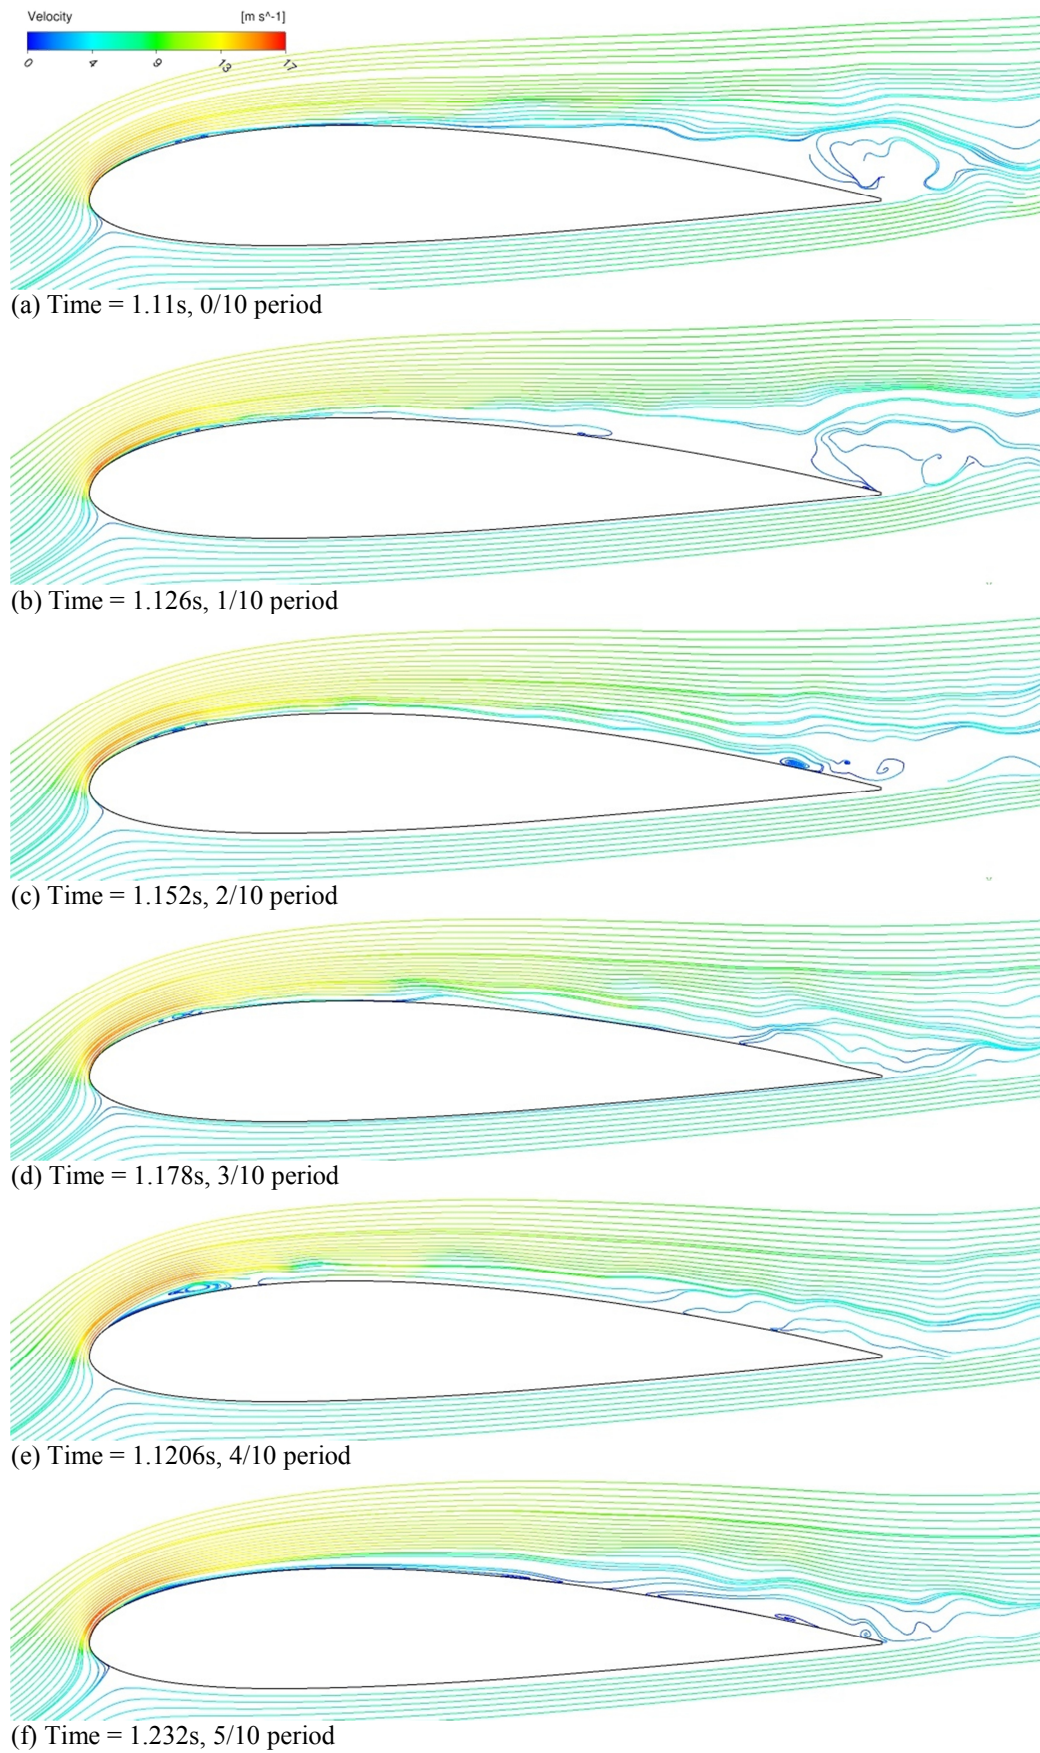 Velocity [m s^-1]
0 4 9 13 17
(a) Time = 1.11s, 0/10 period
(b) Time = 1.126s, 1/10 period
(c) Time = 1.152s, 2/10 period
(d) Time = 1.178s, 3/10 period
(e) Time = 1.1206s, 4/10 period
(f) Time = 1.232s, 5/10 period